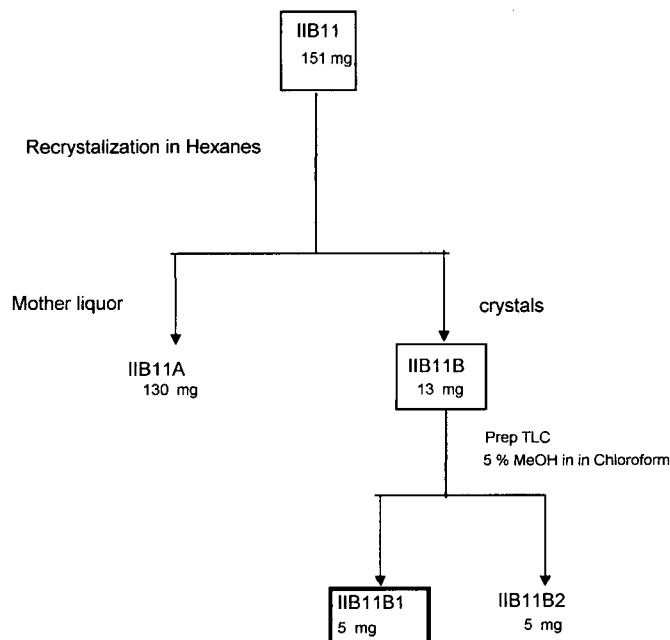 IIB11
151 mg
Recrystalization in Hexanes
Mother liquor
crystals
IIB11A
130 mg
IIB11B
13 mg
Prep TLC
5 % MeOH in in Chloroform
IIB11B1
5 mg
IIB11B2
5 mg